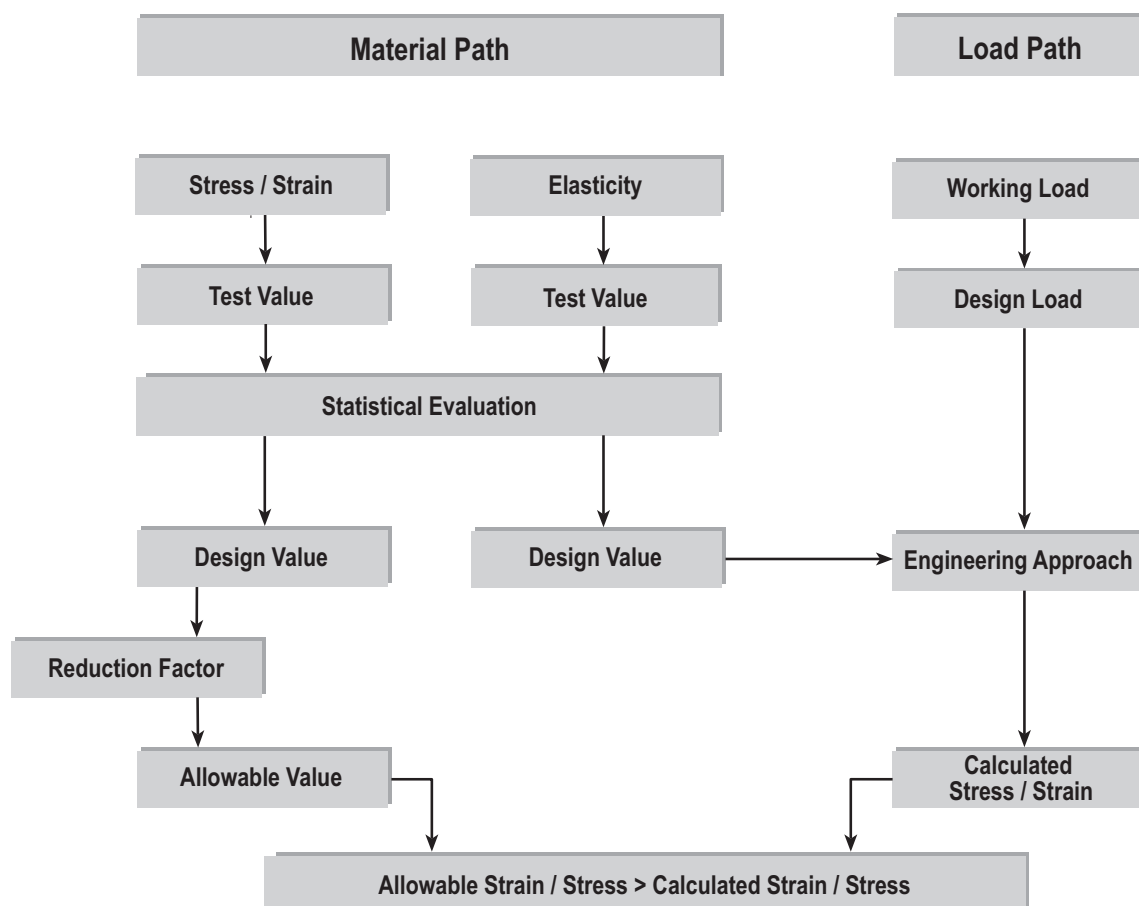 Material Path
Load Path
Stress / Strain
Elasticity
Working Load
Test Value
Test Value
Design Load
Statistical Evaluation
Design Value
Design Value
Engineering Approach
Reduction Factor
Allowable Value
Calculated
Stress / Strain
Allowable Strain / Stress > Calculated Strain / Stress